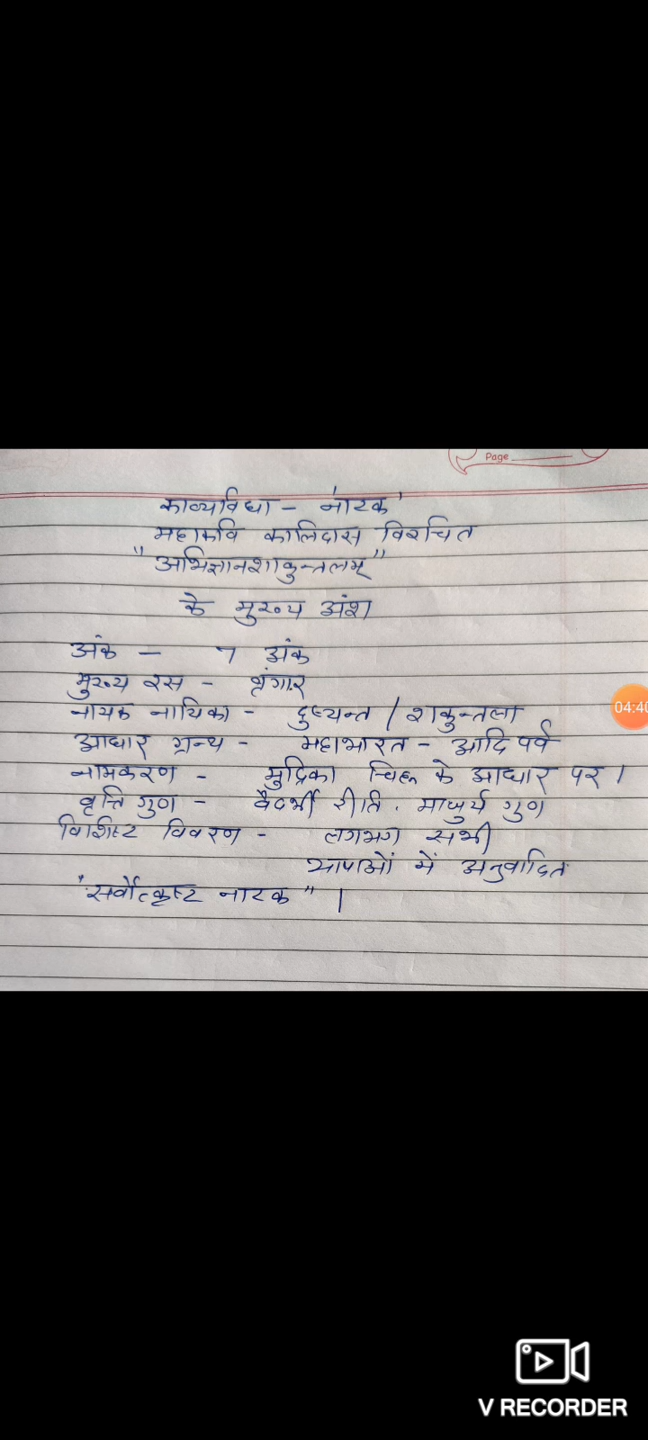 Page
काव्यविधा - 'नाटक'
महाकवि कालिदास विरचित
"अभिज्ञानशाकुन्तलम्"
के मुख्य अंश
अंक - 7 अंक
मुख्य रस - श्रृंगार
नायक नायिका - दुष्यन्त / शकुन्तला
आधार ग्रन्थ - महाभारत - आदि पर्व
नामकरण - मुद्रिका चिह्न के आधार पर ।
वृत्ति गुण - वैदर्भी रीति. माधुर्य गुण
विशिष्ट विवरण - लगभग सभी
भाषाओं में अनुवादित
"सर्वोत्कृष्ट नाटक" ।
04:40
V RECORDER